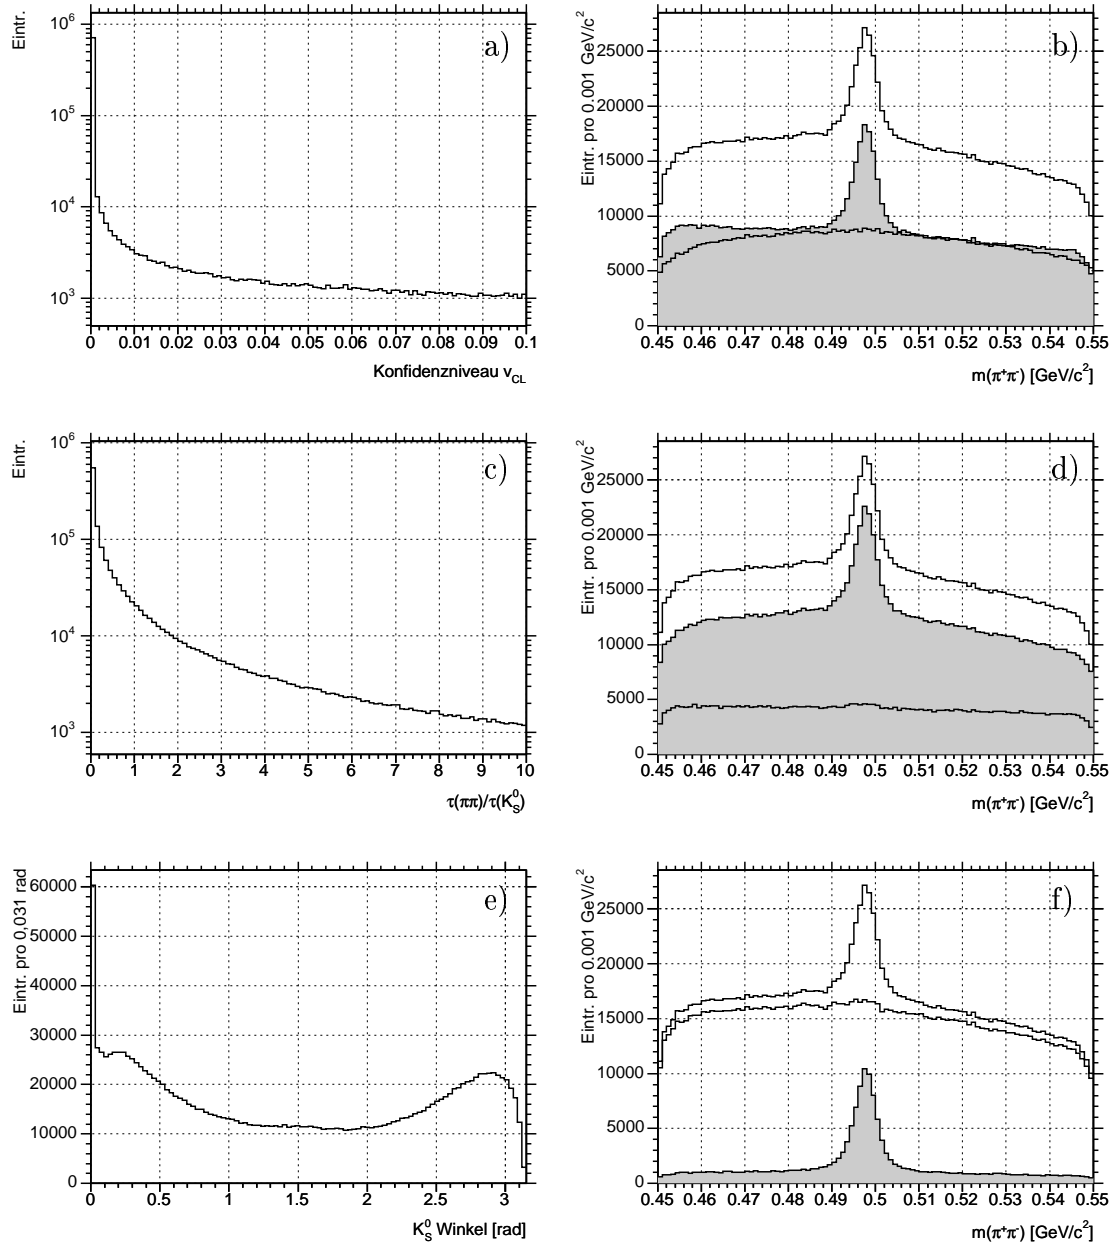 a)
Eintr.
10^6
10^5
10^4
10^3
0 0.01 0.02 0.03 0.04 0.05 0.06 0.07 0.08 0.09 0.1
Konfidenzniveau v_CL
b)
Eintr. pro 0.001 GeV/c^2
25000
20000
15000
10000
5000
0
0.45 0.46 0.47 0.48 0.49 0.5 0.51 0.52 0.53 0.54 0.55
m(π^+π^-) [GeV/c^2]
c)
Eintr.
10^6
10^5
10^4
10^3
0 1 2 3 4 5 6 7 8 9 10
τ(ππ)/τ(K_S^0)
d)
Eintr. pro 0.001 GeV/c^2
25000
20000
15000
10000
5000
0
0.45 0.46 0.47 0.48 0.49 0.5 0.51 0.52 0.53 0.54 0.55
m(π^+π^-) [GeV/c^2]
e)
Eintr. pro 0,031 rad
60000
50000
40000
30000
20000
10000
0
0 0.5 1 1.5 2 2.5 3
K_S^0 Winkel [rad]
f)
Eintr. pro 0.001 GeV/c^2
25000
20000
15000
10000
5000
0
0.45 0.46 0.47 0.48 0.49 0.5 0.51 0.52 0.53 0.54 0.55
m(π^+π^-) [GeV/c^2]